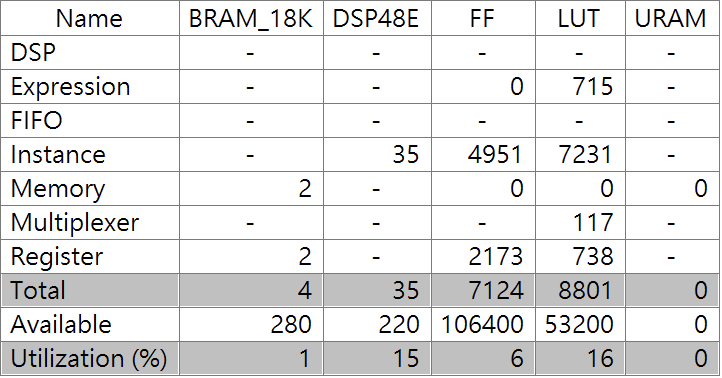 Name BRAM_18K DSP48E FF LUT URAM
DSP - - - - -
Expression - - 0 715 -
FIFO - - - - -
Instance - 35 4951 7231 -
Memory 2 - 0 0 0
Multiplexer - - - 117 -
Register 2 - 2173 738 -
Total 4 35 7124 8801 0
Available 280 220 106400 53200 0
Utilization (%) 1 15 6 16 0